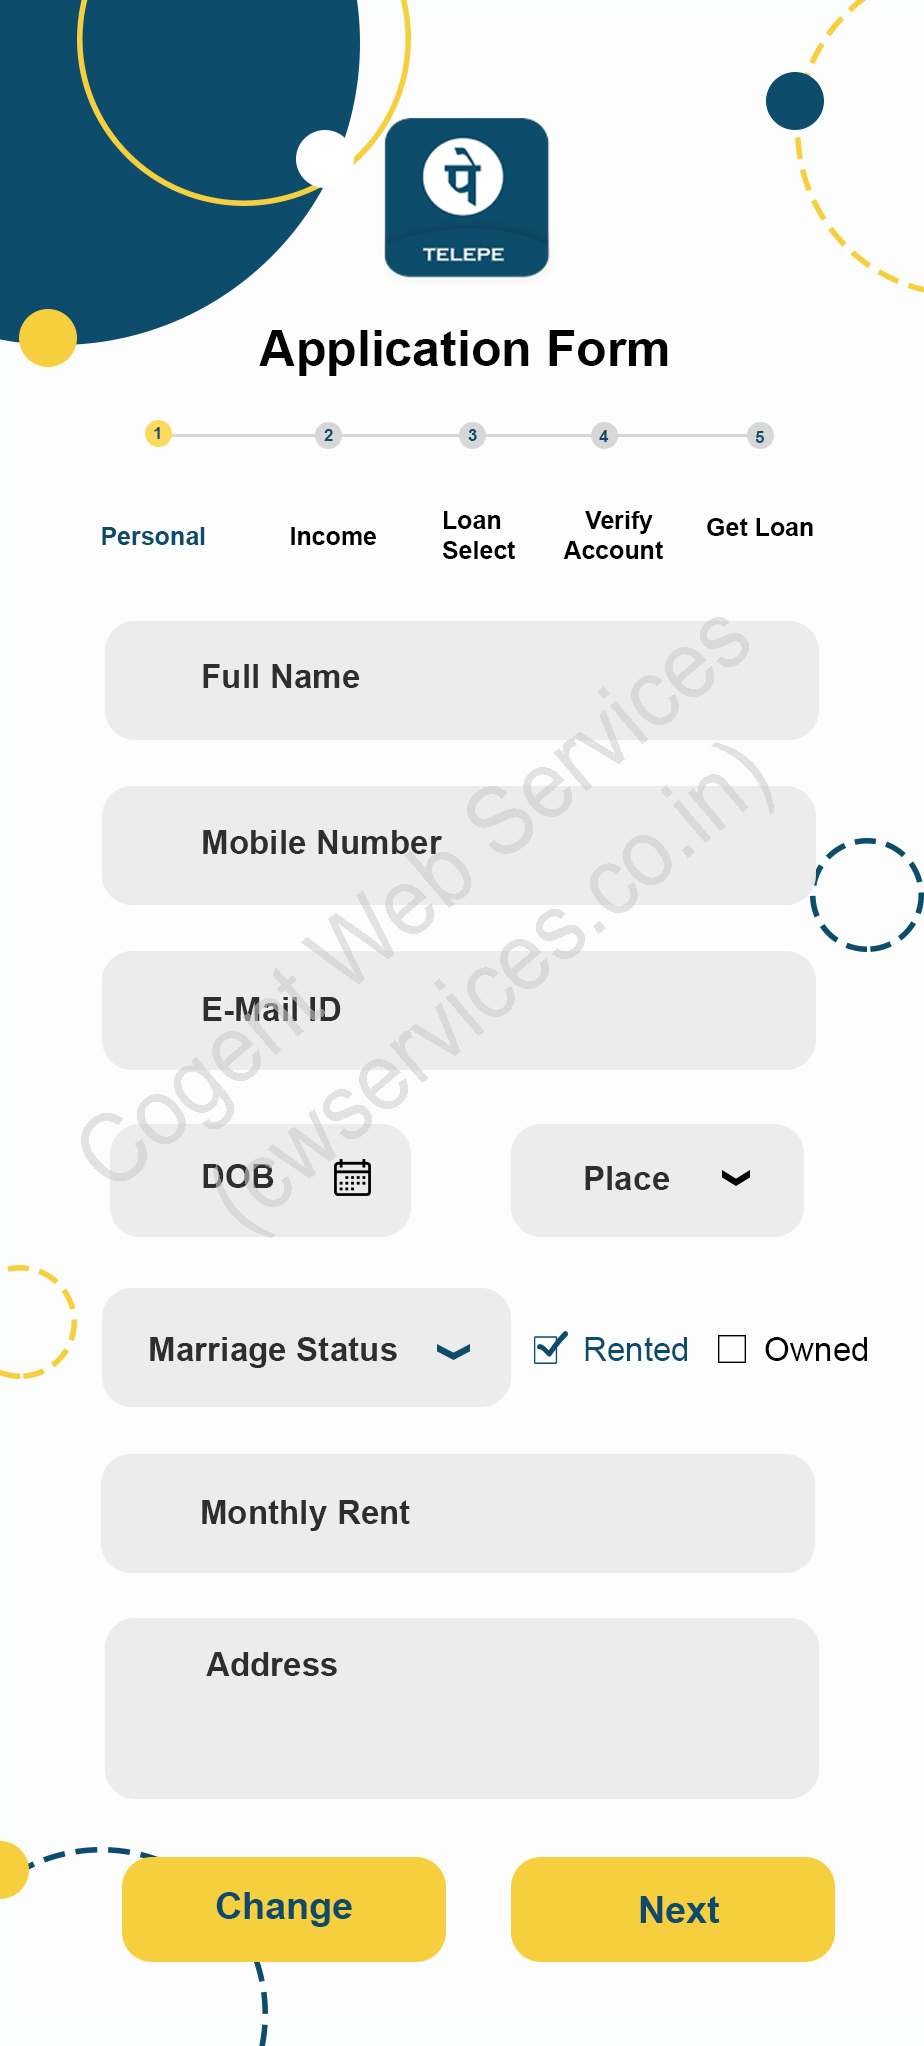 पे
TELEPE
Application Form
1 2 3 4 5
Personal Income Loan Select Verify Account Get Loan
Full Name
Mobile Number
E-Mail ID
DOB Place
Marriage Status Rented Owned
Monthly Rent
Address
Change Next
Cogent Web Services
(cwservices.co.in)